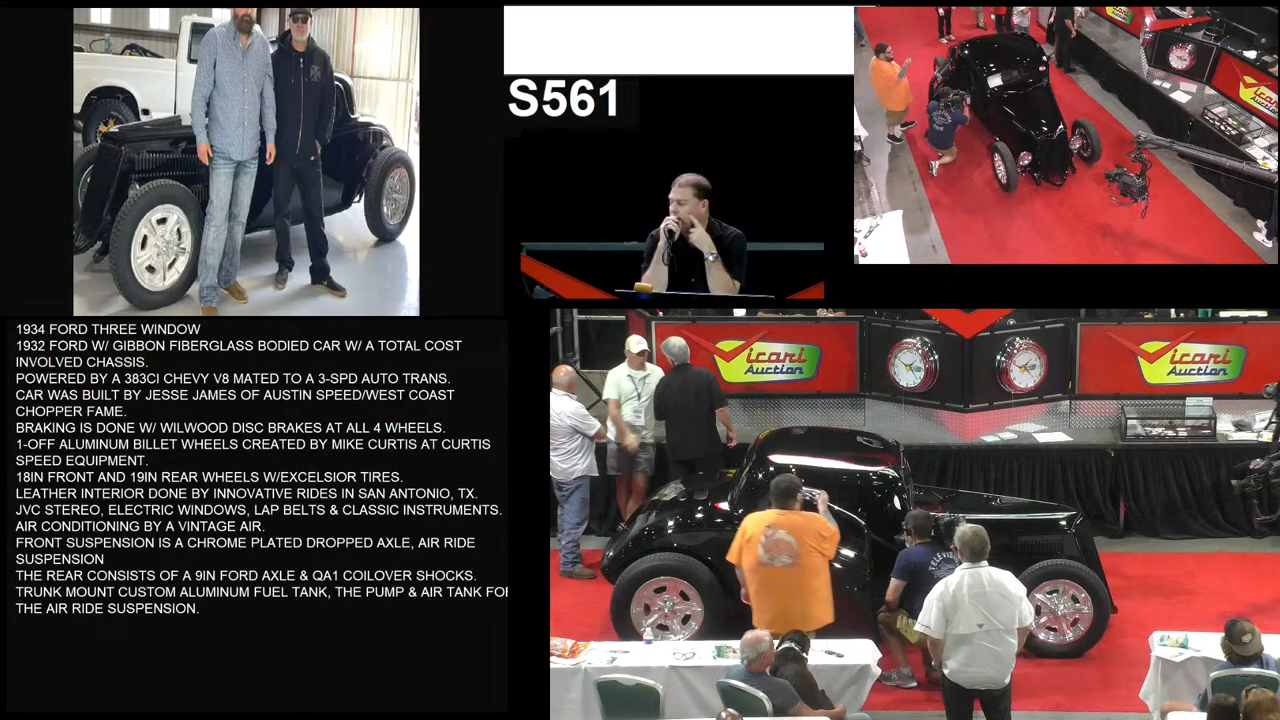 S561
1934 FORD THREE WINDOW
1932 FORD W/ GIBBON FIBERGLASS BODIED CAR W/ A TOTAL COST
INVOLVED CHASSIS.
POWERED BY A 383CI CHEVY V8 MATED TO A 3-SPD AUTO TRANS.
CAR WAS BUILT BY JESSE JAMES OF AUSTIN SPEED/WEST COAST
CHOPPER FAME.
BRAKING IS DONE W/ WILWOOD DISC BRAKES AT ALL 4 WHEELS.
1-OFF ALUMINUM BILLET WHEELS CREATED BY MIKE CURTIS AT CURTIS
SPEED EQUIPMENT.
18IN FRONT AND 19IN REAR WHEELS W/EXCELSIOR TIRES.
LEATHER INTERIOR DONE BY INNOVATIVE RIDES IN SAN ANTONIO, TX.
JVC STEREO, ELECTRIC WINDOWS, LAP BELTS & CLASSIC INSTRUMENTS.
AIR CONDITIONING BY A VINTAGE AIR.
FRONT SUSPENSION IS A CHROME PLATED DROPPED AXLE, AIR RIDE
SUSPENSION
THE REAR CONSISTS OF A 9IN FORD AXLE & QA1 COILOVER SHOCKS.
TRUNK MOUNT CUSTOM ALUMINUM FUEL TANK, THE PUMP & AIR TANK FOR
THE AIR RIDE SUSPENSION.
Vicari
Auction
Vicari
Auction
Vicari
Auction
TELEVISION